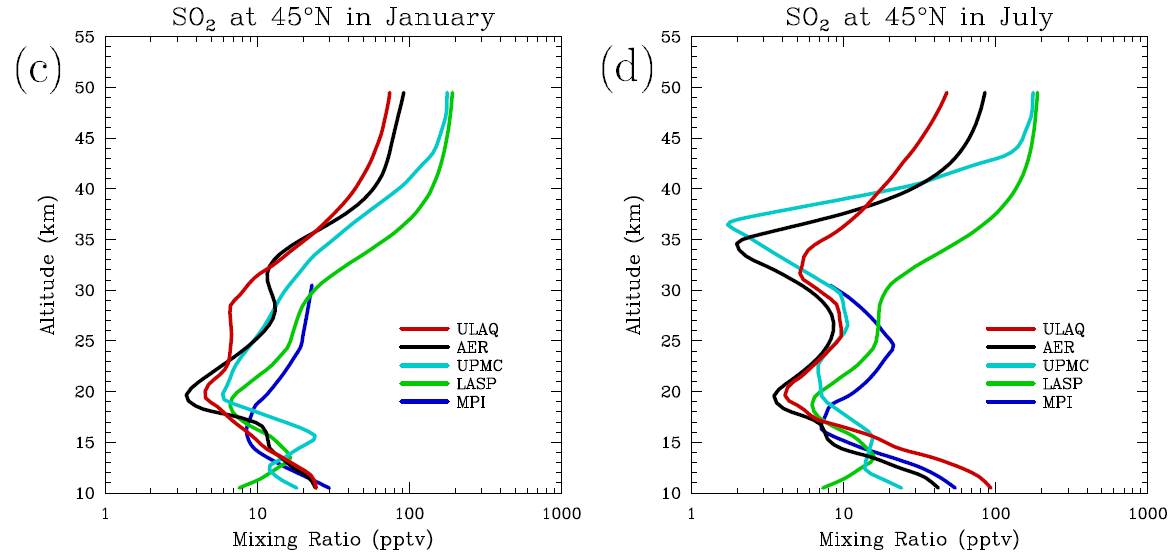 SO₂ at 45°N in January
(c)
55
50
45
40
35
30
25
20
15
10
Altitude (km)
ULAQ
AER
UPMC
LASP
MPI
1 10 100 1000
Mixing Ratio (pptv)
SO₂ at 45°N in July
(d)
55
50
45
40
35
30
25
20
15
10
Altitude (km)
ULAQ
AER
UPMC
LASP
MPI
1 10 100 1000
Mixing Ratio (pptv)